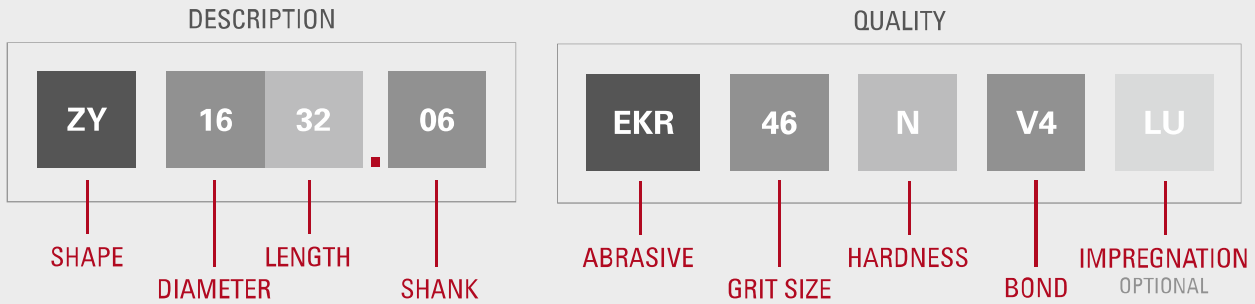 DESCRIPTION
QUALITY
ZY 16 32 . 06
EKR 46 N V4 LU
SHAPE LENGTH
DIAMETER SHANK
ABRASIVE HARDNESS IMPREGNATION
GRIT SIZE BOND OPTIONAL